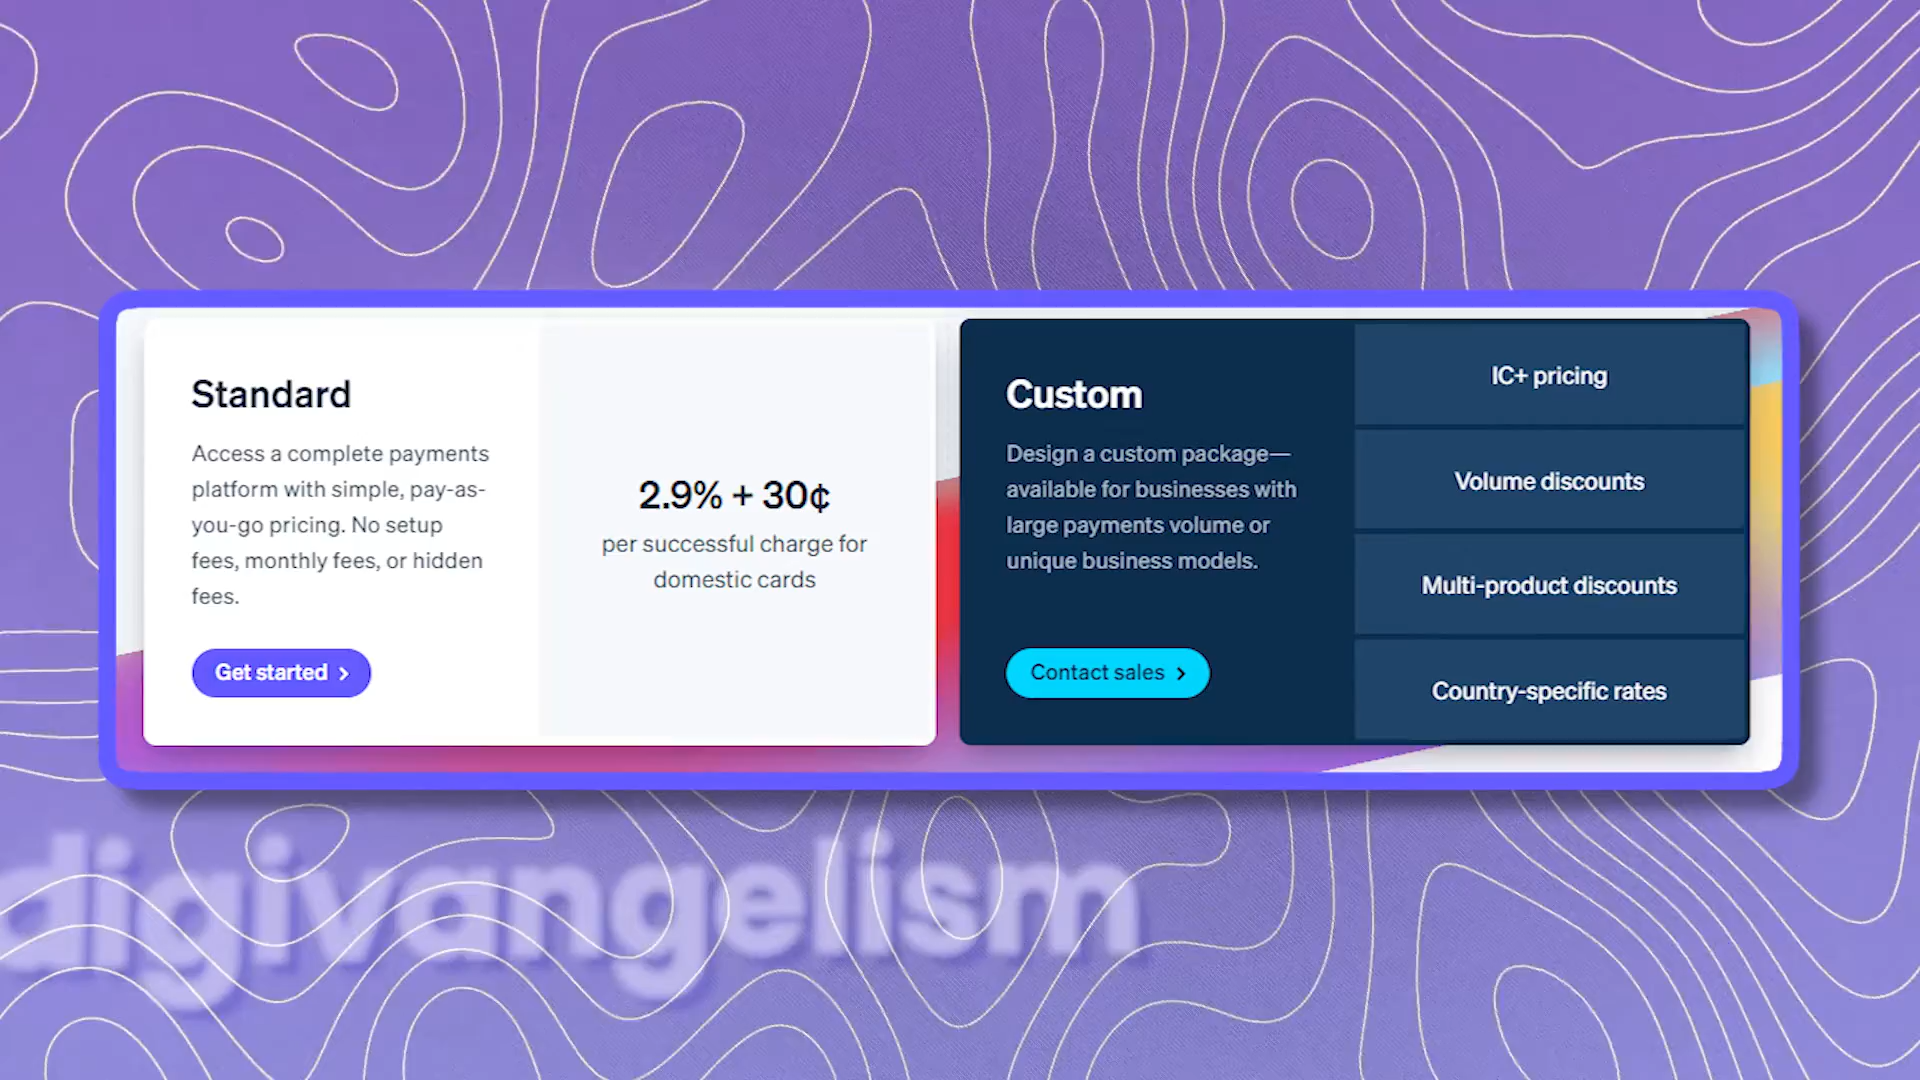 Standard
Access a complete payments
platform with simple, pay-as-
you-go pricing. No setup
fees, monthly fees, or hidden
fees.
Get started
2.9% + 30¢
per successful charge for
domestic cards
Custom
Design a custom package—
available for businesses with
large payments volume or
unique business models.
Contact sales
IC+ pricing
Volume discounts
Multi-product discounts
Country-specific rates
digivangelism